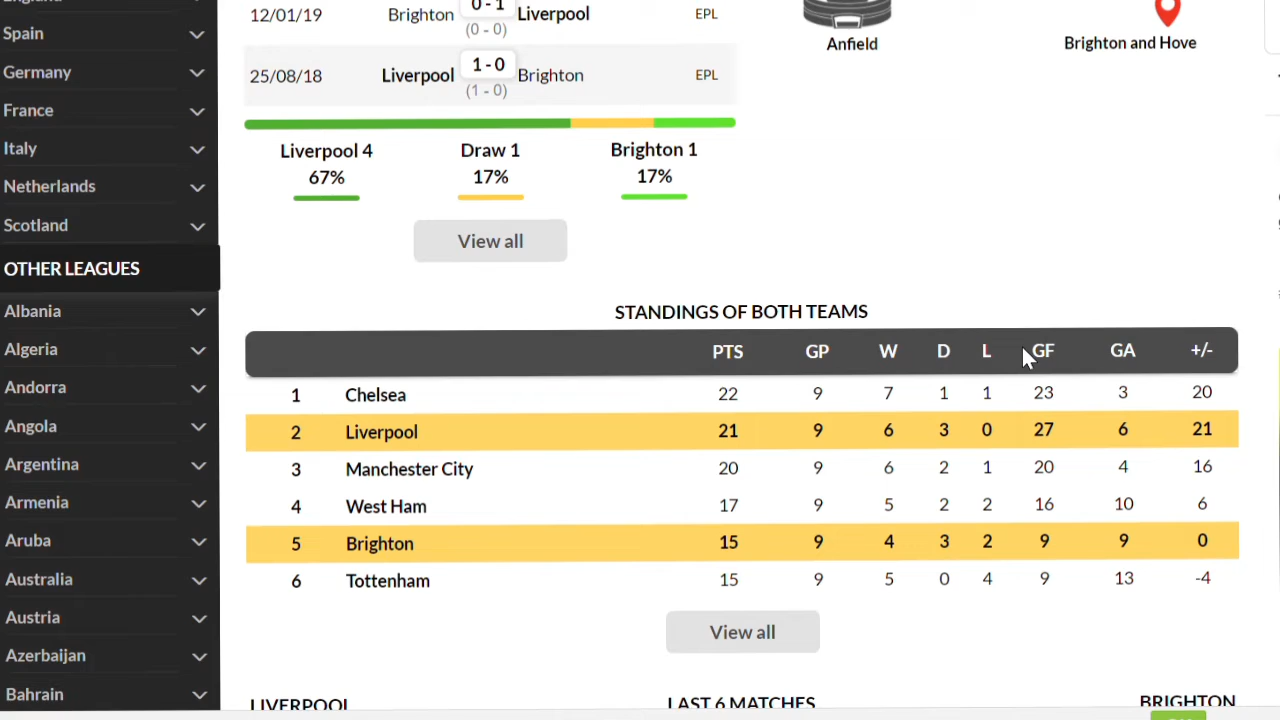 Spain
Germany
France
Italy
Netherlands
Scotland
OTHER LEAGUES
Albania
Algeria
Andorra
Angola
Argentina
Armenia
Aruba
Australia
Austria
Azerbaijan
Bahrain
12/01/19 Brighton 0 - 1 Liverpool EPL
(0 - 0)
25/08/18 Liverpool 1 - 0 Brighton EPL
(1 - 0)
Liverpool 4 Draw 1 Brighton 1
67% 17% 17%
View all
Anfield
Brighton and Hove
STANDINGS OF BOTH TEAMS
PTS GP W D L GF GA +/-
1 Chelsea 22 9 7 1 1 23 3 20
2 Liverpool 21 9 6 3 0 27 6 21
3 Manchester City 20 9 6 2 1 20 4 16
4 West Ham 17 9 5 2 2 16 10 6
5 Brighton 15 9 4 3 2 9 9 0
6 Tottenham 15 9 5 0 4 9 13 -4
View all
LIVERPOOL LAST 6 MATCHES BRIGHTON